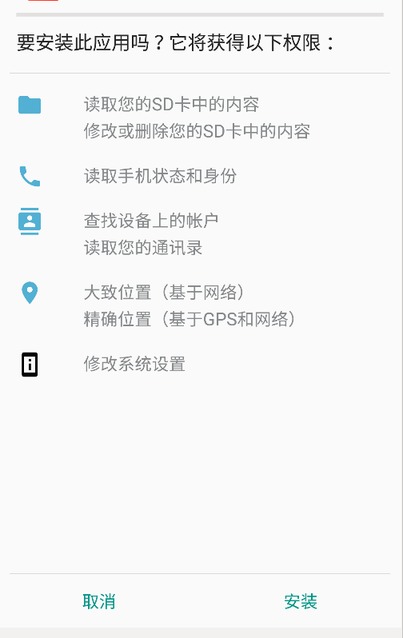 要安装此应用吗？它将获得以下权限：
读取您的SD卡中的内容
修改或删除您的SD卡中的内容
读取手机状态和身份
查找设备上的帐户
读取您的通讯录
大致位置（基于网络）
精确位置（基于GPS和网络）
修改系统设置
取消
安装